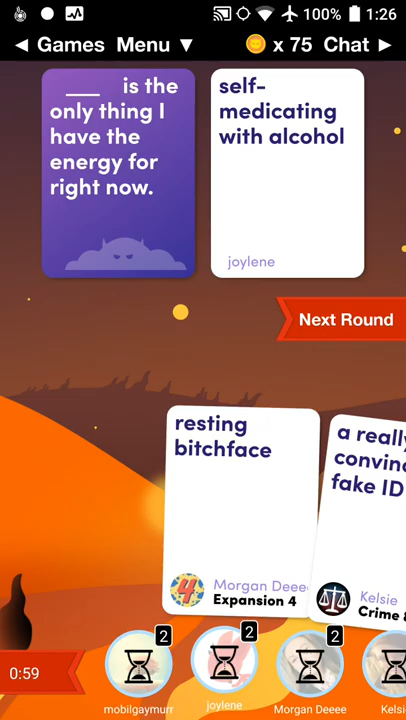 100% 1:26
◄ Games Menu ▼ x 75 Chat ►
___ is the
only thing I
have the
energy for
right now.
self-
medicating
with alcohol
joylene
Next Round
resting
bitchface
Morgan Deee
Expansion 4
a really
convinc
fake ID
Kelsie
Crime &
0:59
2
2
2
mobilgaymurr
joylene
Morgan Deeee
Kelsi